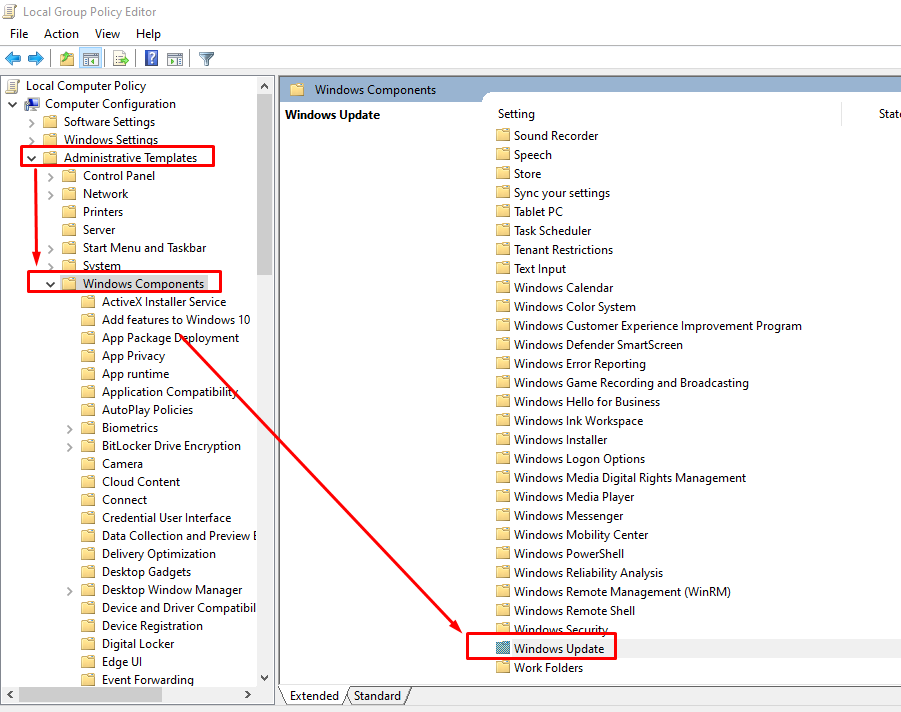 Local Group Policy Editor
File Action View Help
Local Computer Policy
Computer Configuration
Software Settings
Windows Settings
Administrative Templates
Control Panel
Network
Printers
Server
Start Menu and Taskbar
System
Windows Components
ActiveX Installer Service
Add features to Windows 10
App Package Deployment
App Privacy
App runtime
Application Compatibility
AutoPlay Policies
Biometrics
BitLocker Drive Encryption
Camera
Cloud Content
Connect
Credential User Interface
Data Collection and Preview B
Delivery Optimization
Desktop Gadgets
Desktop Window Manager
Device and Driver Compatibil
Device Registration
Digital Locker
Edge UI
Event Forwarding
Windows Components
Windows Update
Setting State
Sound Recorder
Speech
Store
Sync your settings
Tablet PC
Task Scheduler
Tenant Restrictions
Text Input
Windows Calendar
Windows Color System
Windows Customer Experience Improvement Program
Windows Defender SmartScreen
Windows Error Reporting
Windows Game Recording and Broadcasting
Windows Hello for Business
Windows Ink Workspace
Windows Installer
Windows Logon Options
Windows Media Digital Rights Management
Windows Media Player
Windows Messenger
Windows Mobility Center
Windows PowerShell
Windows Reliability Analysis
Windows Remote Management (WinRM)
Windows Remote Shell
Windows Security
Windows Update
Work Folders
Extended Standard